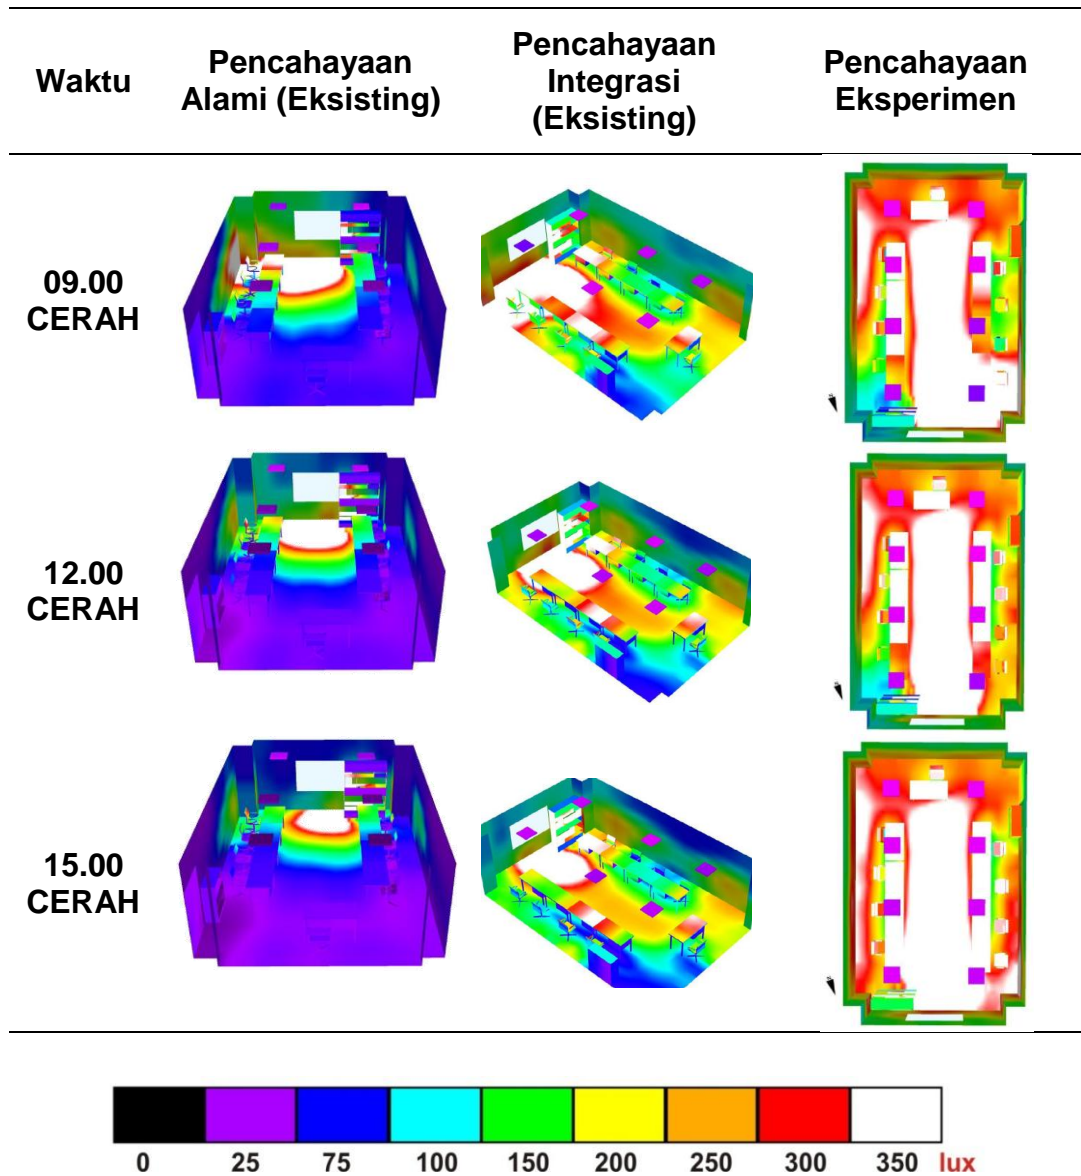 Waktu
Pencahayaan
Alami (Eksisting)
Pencahayaan
Integrasi
(Eksisting)
Pencahayaan
Eksperimen
09.00
CERAH
12.00
CERAH
15.00
CERAH
0 25 75 100 150 200 250 300 350 lux